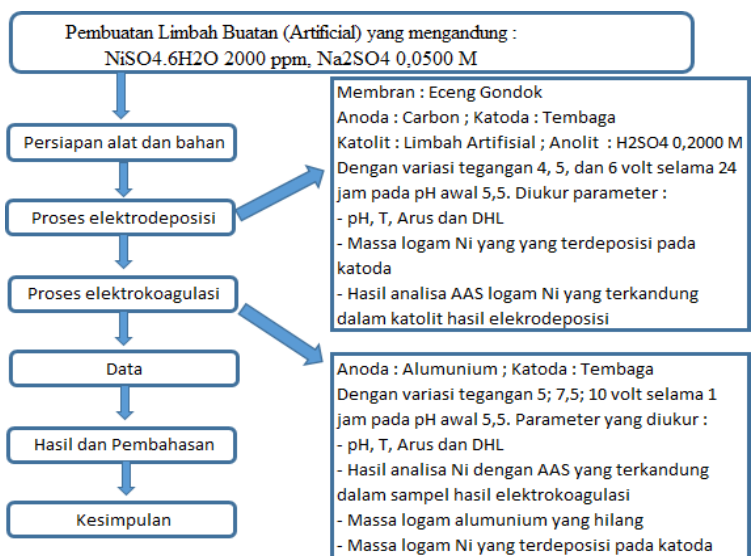 Pembuatan Limbah Buatan (Artificial) yang mengandung :
NiSO4.6H2O 2000 ppm, Na2SO4 0,0500 M
Persiapan alat dan bahan
Proses elektrodeposisi
Membran : Eceng Gondok
Anoda : Carbon ; Katoda : Tembaga
Katolit : Limbah Artifisial ; Anolit : H2SO4 0,2000 M
Dengan variasi tegangan 4, 5, dan 6 volt selama 24
jam pada pH awal 5,5. Diukur parameter :
- pH, T, Arus dan DHL
- Massa logam Ni yang yang terdeposisi pada
katoda
- Hasil analisa AAS logam Ni yang terkandung
dalam katolit hasil elekrodeposisi
Proses elektrokoagulasi
Anoda : Alumunium ; Katoda : Tembaga
Dengan variasi tegangan 5; 7,5; 10 volt selama 1
jam pada pH awal 5,5. Parameter yang diukur :
- pH, T, Arus dan DHL
- Hasil analisa Ni dengan AAS yang terkandung
dalam sampel hasil elektrokoagulasi
- Massa logam alumunium yang hilang
- Massa logam Ni yang terdeposisi pada katoda
Data
Hasil dan Pembahasan
Kesimpulan